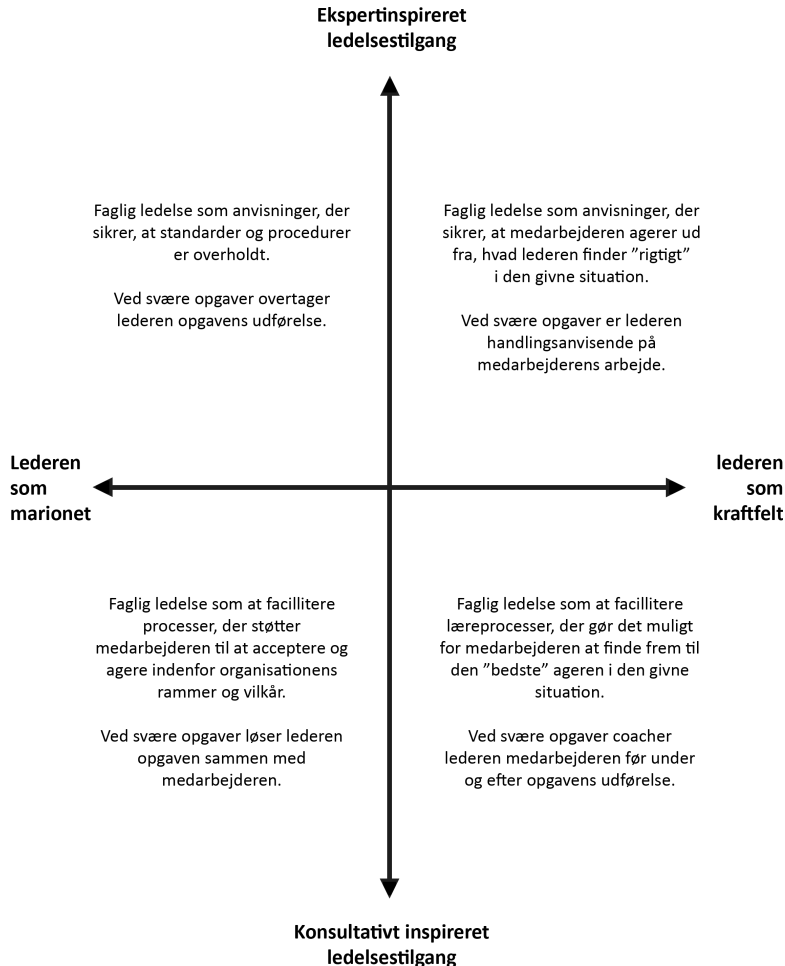 Ekspertinspireret
ledelsestilgang
Faglig ledelse som anvisninger, der
sikrer, at standarder og procedurer
er overholdt.
Ved svære opgaver overtager
lederen opgavens udførelse.
Faglig ledelse som anvisninger, der
sikrer, at medarbejderen agerer ud
fra, hvad lederen finder ”rigtigt”
i den givne situation.
Ved svære opgaver er lederen
handlingsanvisende på
medarbejderens arbejde.
Lederen
som
marionet
lederen
som
kraftfelt
Faglig ledelse som at facillitere
processer, der støtter
medarbejderen til at acceptere og
agere indenfor organisationens
rammer og vilkår.
Ved svære opgaver løser lederen
opgaven sammen med
medarbejderen.
Faglig ledelse som at facillitere
læreprocesser, der gør det muligt
for medarbejderen at finde frem til
den ”bedste” ageren i den givne
situation.
Ved svære opgaver coacher
lederen medarbejderen før under
og efter opgavens udførelse.
Konsultativt inspireret
ledelsestilgang